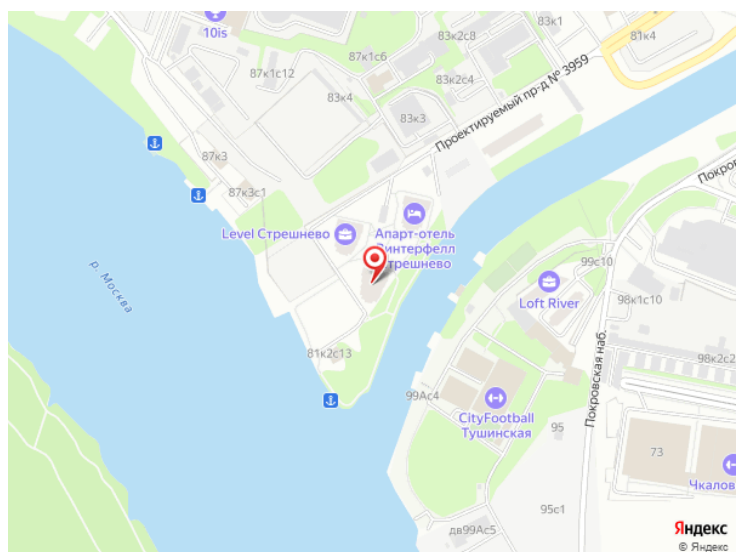 10is
83к1
83к2с8
81к4
87к1с6
87к1с12
83к2с4
83к4
83к3
Проектируемый пр-д № 3959
87к3
87к3с1
Level Стрешнево
Апарт-отель
Винтерфелл
Стрешнево
р. Москва
99с10
Loft River
98к1с10
81к2с13
98к2с2
Покровская наб.
99Ас4
CityFootball
Тушинская
95
73
95с1
дв99Ас5
Яндекс
© Яндекс